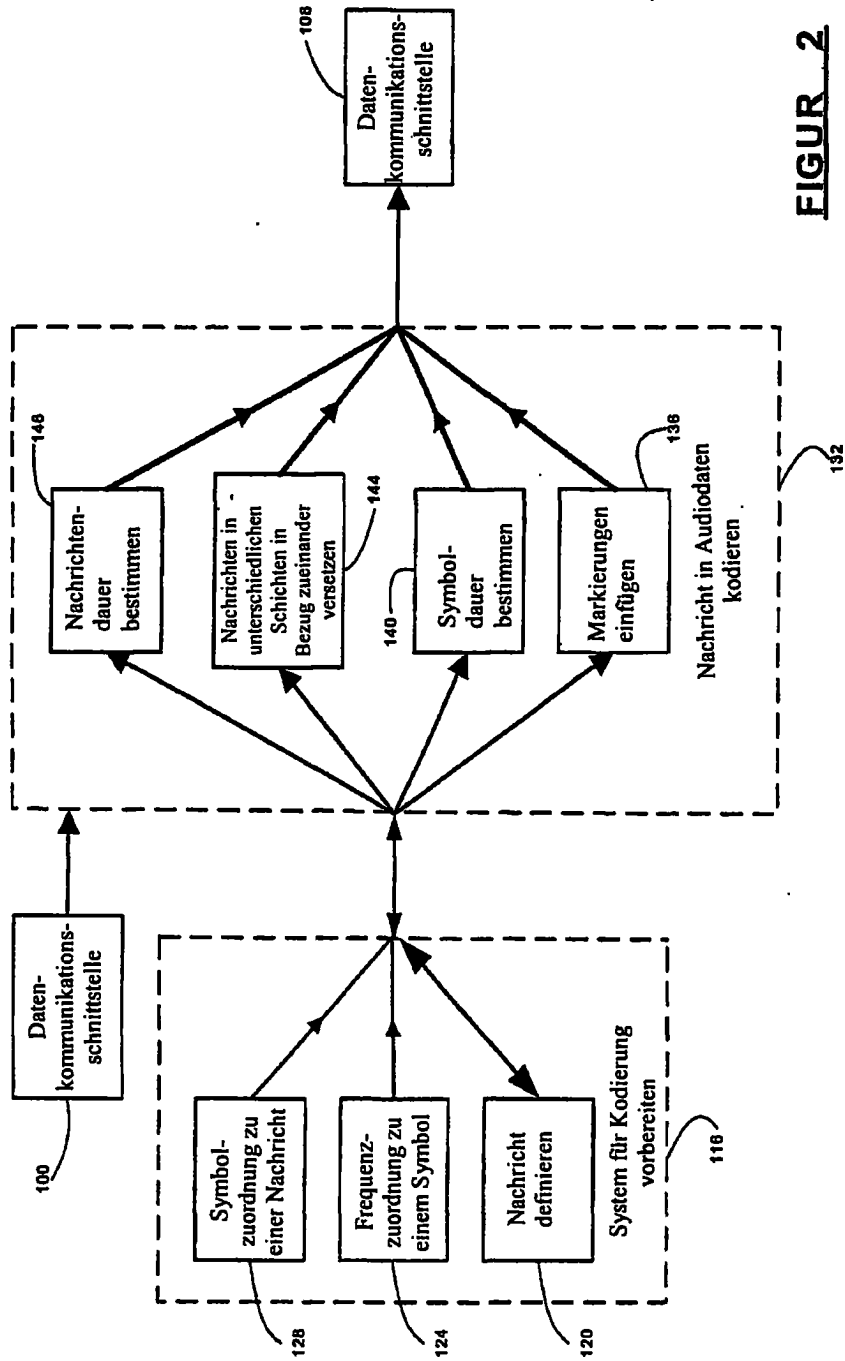 100
Daten-
kommunikations-
schnittstelle
128
Symbol-
zuordnung zu
einer Nachricht
124
Frequenz-
zuordnung zu
einem Symbol
120
Nachricht
definieren
System für Kodierung
vorbereiten
116
148
Nachrichten-
dauer
bestimmen
Nachrichten in
unterschiedlichen
Schichten in
Bezug zueinander
versetzen
144
140
Symbol-
dauer
bestimmen
136
Markierungen
einfügen
Nachricht in Audiodaten
kodieren
132
108
Daten-
kommunikations-
schnittstelle
FIGUR 2